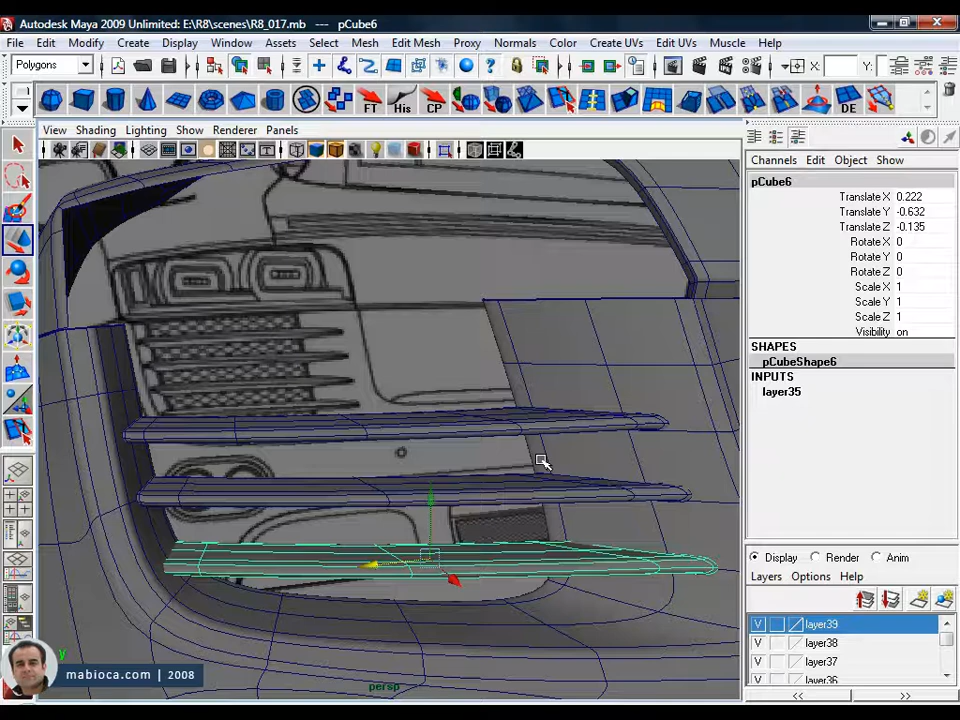 Autodesk Maya 2009 Unlimited: E:\R8\scenes\R8_017.mb --- pCube6
File Edit Modify Create Display Window Assets Select Mesh Edit Mesh Proxy Normals Color Create UVs Edit UVs Muscle Help
Polygons X: Y:
FT His CP DE
View Shading Lighting Show Renderer Panels
Channels Edit Object Show
pCube6
Translate X 0.222
Translate Y -0.632
Translate Z -0.135
Rotate X 0
Rotate Y 0
Rotate Z 0
Scale X 1
Scale Y 1
Scale Z 1
Visibility on
SHAPES
pCubeShape6
INPUTS
layer35
Display Render Anim
Layers Options Help
V layer39
V layer38
V layer37
V layer36
<< >>
y
mabioca.com | 2008
persp